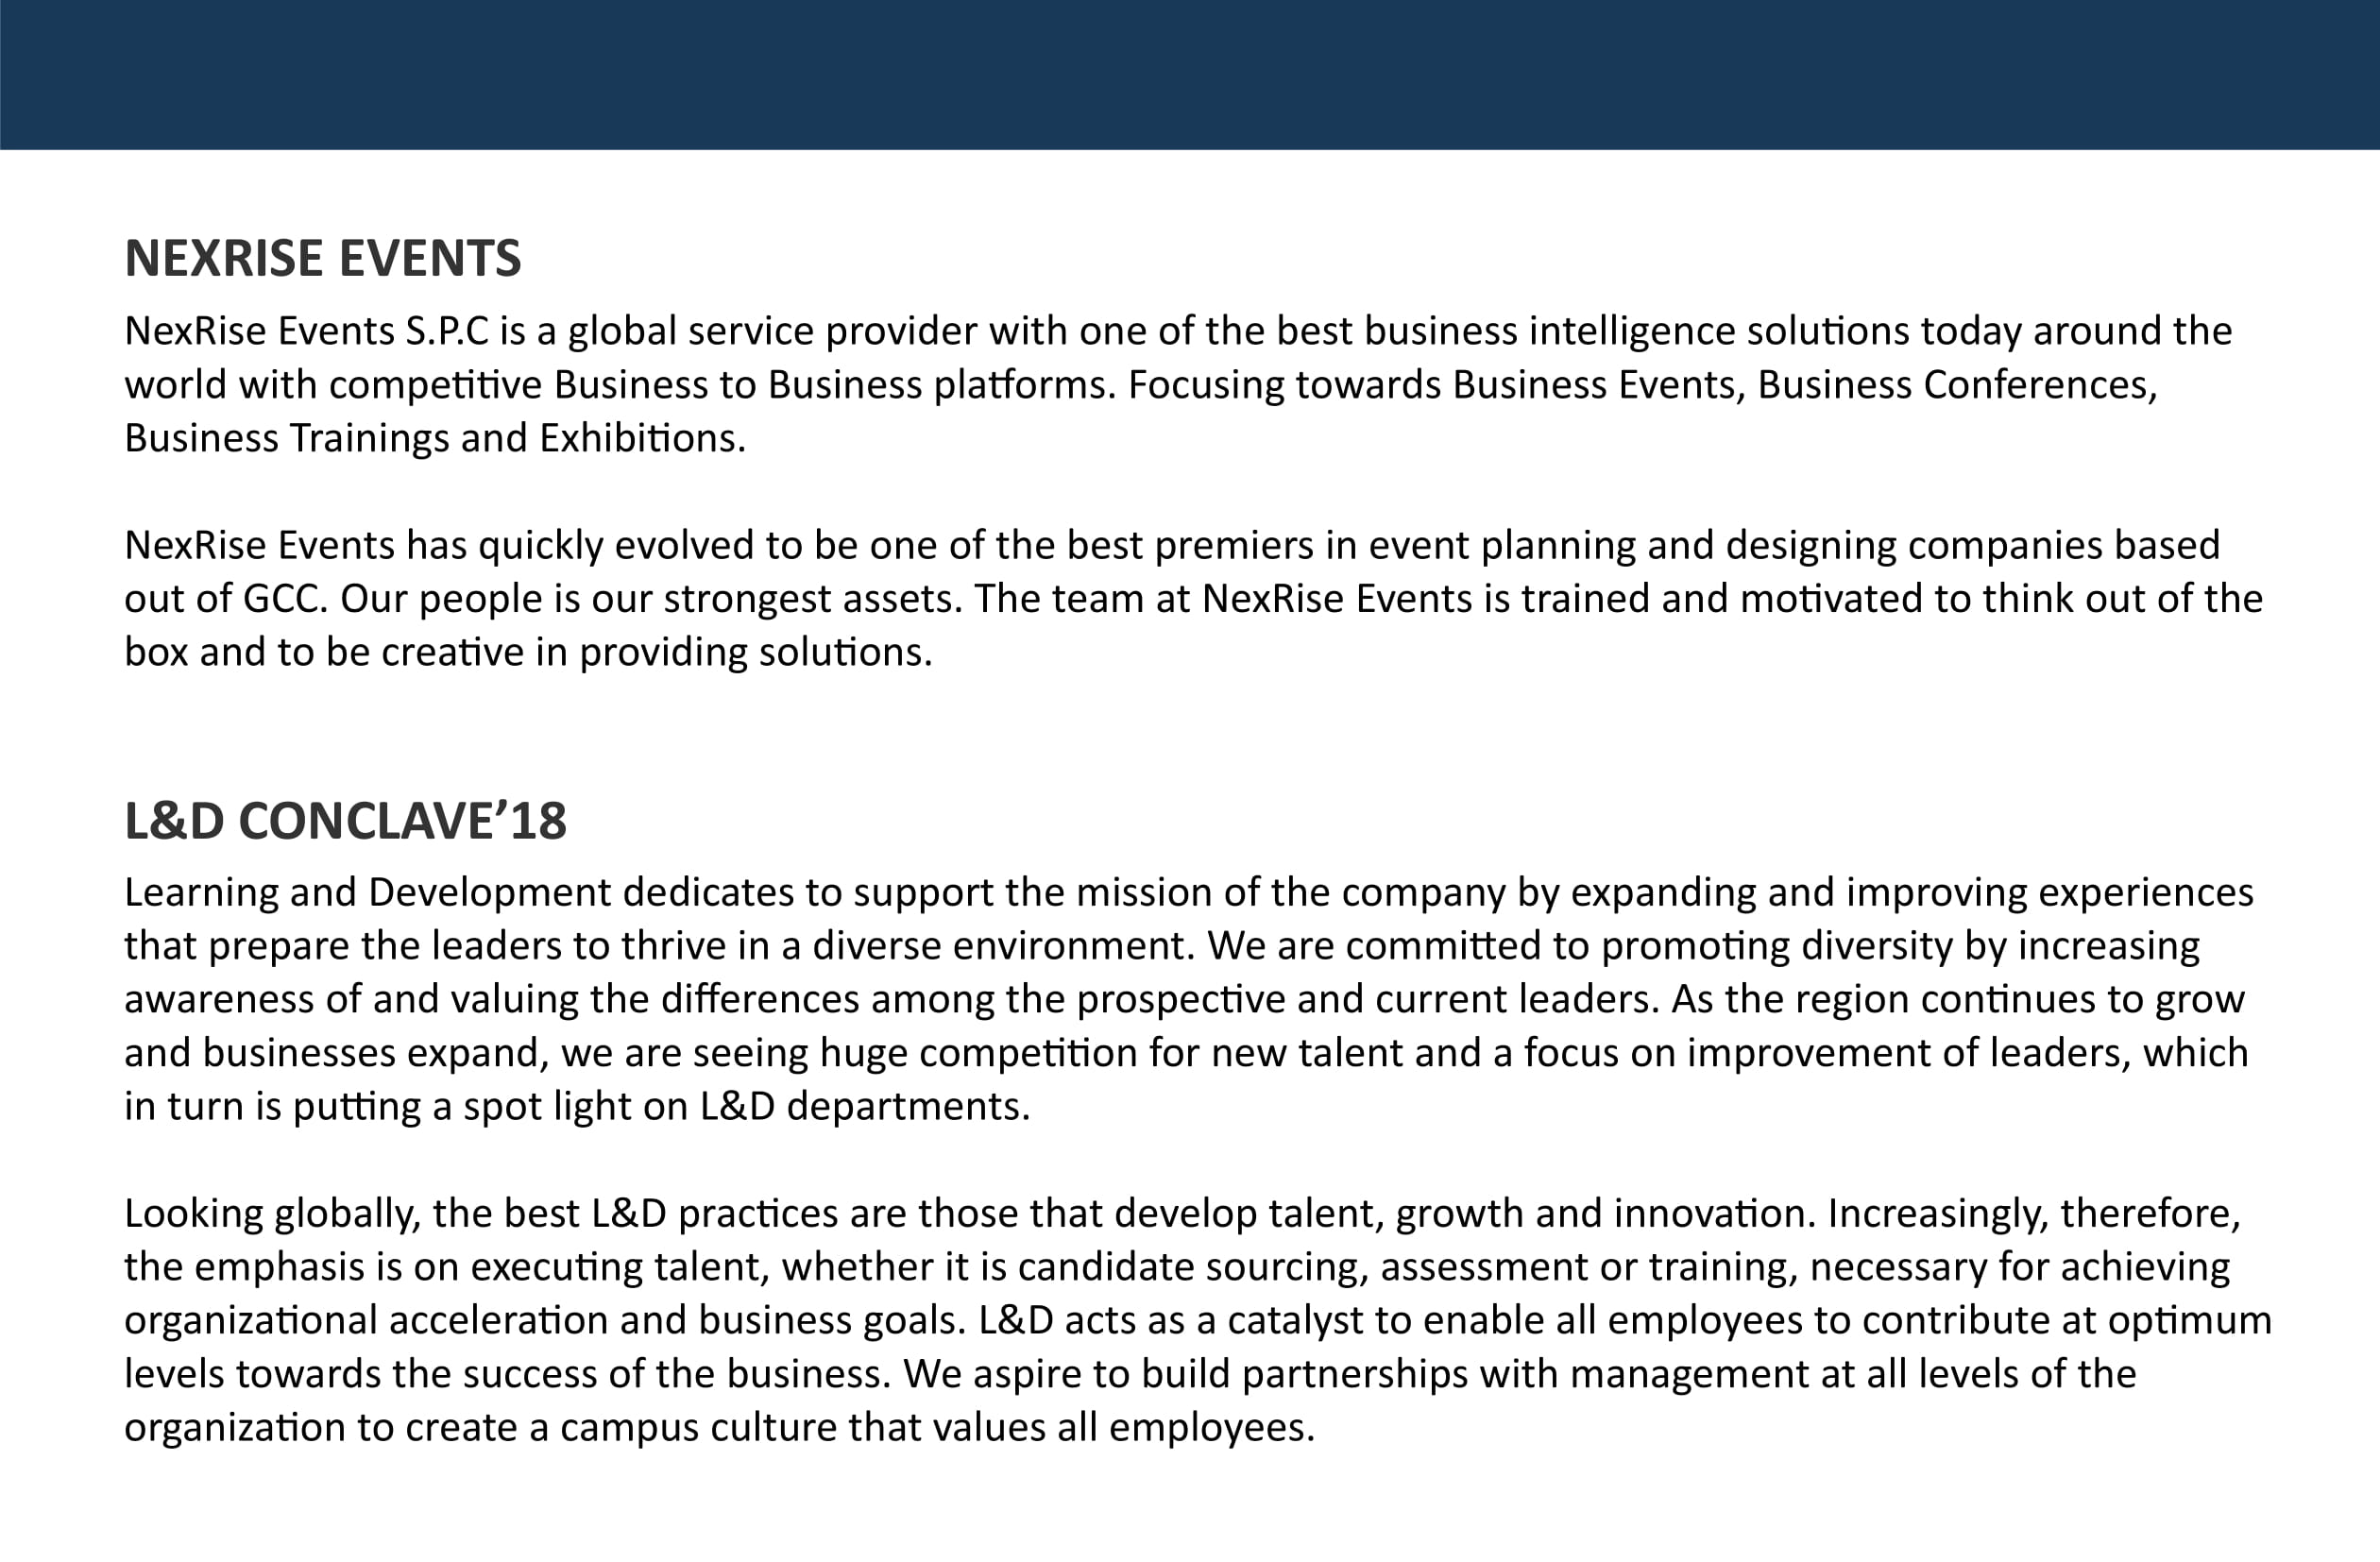 NEXRISE EVENTS
NexRise Events S.P.C is a global service provider with one of the best business intelligence solutions today around the
world with competitive Business to Business platforms. Focusing towards Business Events, Business Conferences,
Business Trainings and Exhibitions.
NexRise Events has quickly evolved to be one of the best premiers in event planning and designing companies based
out of GCC. Our people is our strongest assets. The team at NexRise Events is trained and motivated to think out of the
box and to be creative in providing solutions.
L&D CONCLAVE’18
Learning and Development dedicates to support the mission of the company by expanding and improving experiences
that prepare the leaders to thrive in a diverse environment. We are committed to promoting diversity by increasing
awareness of and valuing the differences among the prospective and current leaders. As the region continues to grow
and businesses expand, we are seeing huge competition for new talent and a focus on improvement of leaders, which
in turn is putting a spot light on L&D departments.
Looking globally, the best L&D practices are those that develop talent, growth and innovation. Increasingly, therefore,
the emphasis is on executing talent, whether it is candidate sourcing, assessment or training, necessary for achieving
organizational acceleration and business goals. L&D acts as a catalyst to enable all employees to contribute at optimum
levels towards the success of the business. We aspire to build partnerships with management at all levels of the
organization to create a campus culture that values all employees.